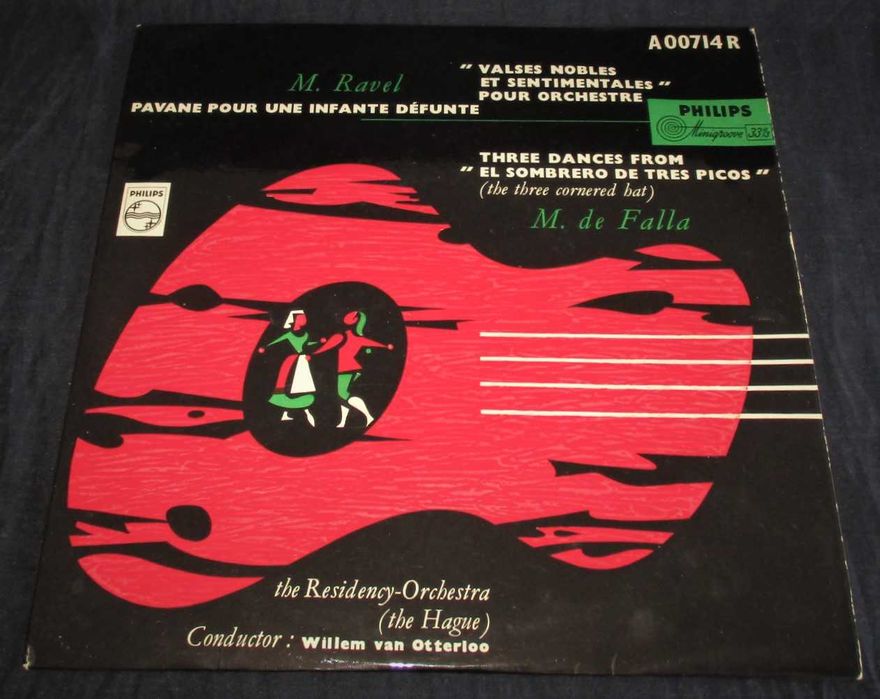 A 00714 R
M. Ravel
" VALSES NOBLES
ET SENTIMENTALES "
POUR ORCHESTRE
PAVANE POUR UNE INFANTE DÉFUNTE
PHILIPS
Minigroove 33⅓
THREE DANCES FROM
" EL SOMBRERO DE TRES PICOS "
(the three cornered hat)
M. de Falla
PHILIPS
the Residency-Orchestra
(the Hague)
Conductor : Willem van Otterloo